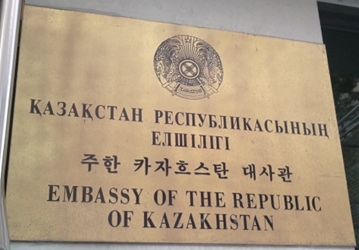 ҚАЗАҚСТАН РЕСПУБЛИКАСЫНЫҢ
ЕЛШІЛІГІ
주한 카자흐스탄 대사관
EMBASSY OF THE REPUBLIC
OF KAZAKHSTAN